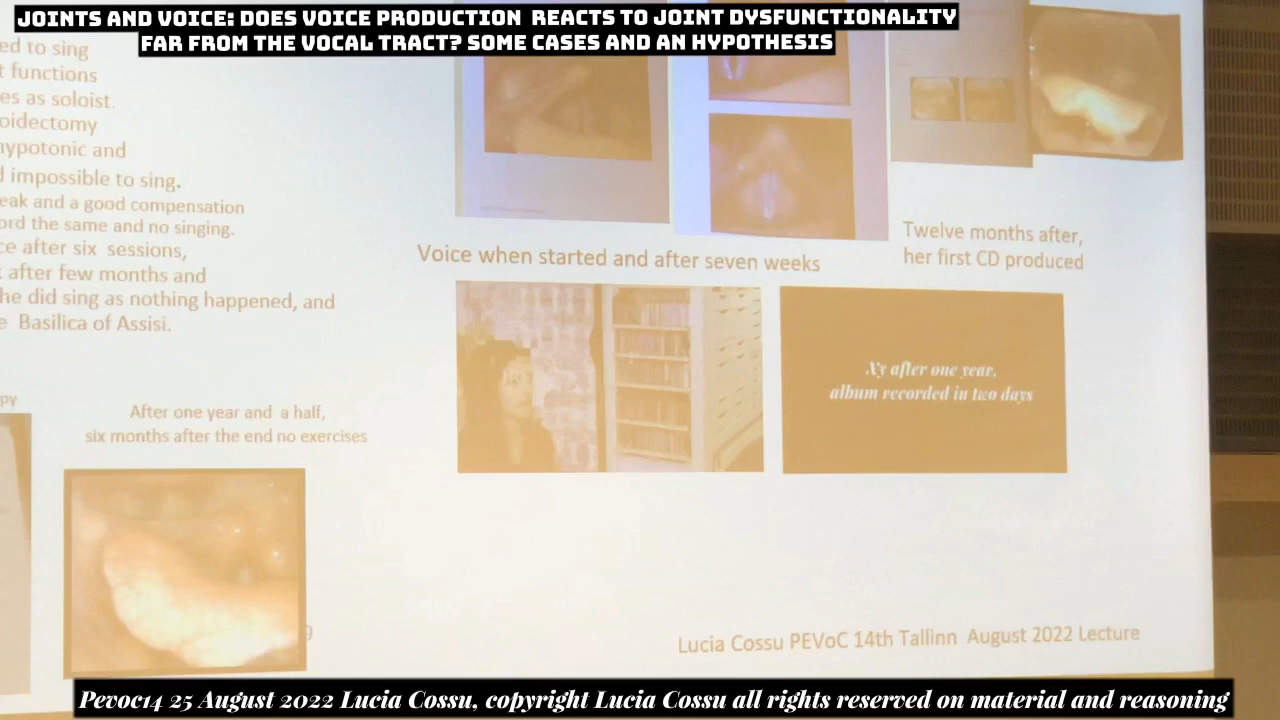 JOINTS AND VOICE: DOES VOICE PRODUCTION REACTS TO JOINT DYSFUNCTIONALITY
FAR FROM THE VOCAL TRACT? SOME CASES AND AN HYPOTHESIS
ed to sing
t functions
es as soloist.
oidectomy
hypotonic and
d impossible to sing.
eak and a good compensation
ord the same and no singing.
ce after six sessions,
t after few months and
he did sing as nothing happened, and
e Basilica of Assisi.
Voice when started and after seven weeks
Twelve months after,
her first CD produced
Xy after one year.
album recorded in two days
py
After one year and a half,
six months after the end no exercises
9
Lucia Cossu PEVoC 14th Tallinn August 2022 Lecture
Pevoc14 25 August 2022 Lucia Cossu, copyright Lucia Cossu all rights reserved on material and reasoning